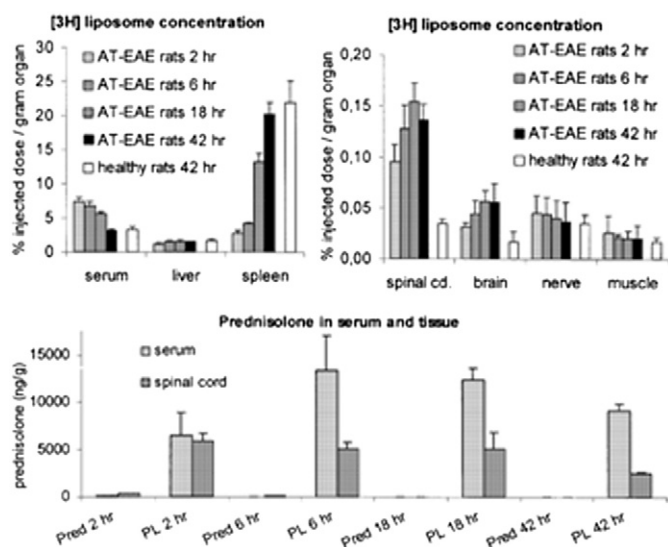 [3H] liposome concentration
% injected dose / gram organ
30
25
20
15
10
5
0
AT-EAE rats 2 hr
AT-EAE rats 6 hr
AT-EAE rats 18 hr
AT-EAE rats 42 hr
healthy rats 42 hr
serum liver spleen
[3H] liposome concentration
% injected dose / gram organ
0,20
0,15
0,10
0,05
0,00
AT-EAE rats 2 hr
AT-EAE rats 6 hr
AT-EAE rats 18 hr
AT-EAE rats 42 hr
healthy rats 42 hr
spinal cd. brain nerve muscle
Prednisolone in serum and tissue
prednisolone (ng/g)
15000
10000
5000
0
serum
spinal cord
Pred 2 hr PL 2 hr Pred 6 hr PL 6 hr Pred 18 hr PL 18 hr Pred 42 hr PL 42 hr